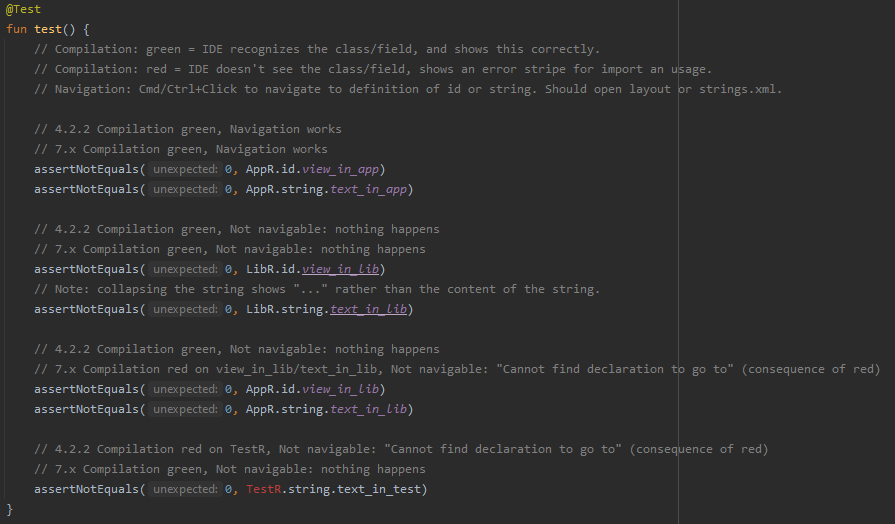 @Test
fun test() {
// Compilation: green = IDE recognizes the class/field, and shows this correctly.
// Compilation: red = IDE doesn't see the class/field, shows an error stripe for import an usage.
// Navigation: Cmd/Ctrl+Click to navigate to definition of id or string. Should open layout or strings.xml.
// 4.2.2 Compilation green, Navigation works
// 7.x Compilation green, Navigation works
assertNotEquals( unexpected: 0, AppR.id.view_in_app)
assertNotEquals( unexpected: 0, AppR.string.text_in_app)
// 4.2.2 Compilation green, Not navigable: nothing happens
// 7.x Compilation green, Not navigable: nothing happens
assertNotEquals( unexpected: 0, LibR.id.view_in_lib)
// Note: collapsing the string shows "..." rather than the content of the string.
assertNotEquals( unexpected: 0, LibR.string.text_in_lib)
// 4.2.2 Compilation green, Not navigable: nothing happens
// 7.x Compilation red on view_in_lib/text_in_lib, Not navigable: "Cannot find declaration to go to" (consequence of red)
assertNotEquals( unexpected: 0, AppR.id.view_in_lib)
assertNotEquals( unexpected: 0, AppR.string.text_in_lib)
// 4.2.2 Compilation red on TestR, Not navigable: "Cannot find declaration to go to" (consequence of red)
// 7.x Compilation green, Not navigable: nothing happens
assertNotEquals( unexpected: 0, TestR.string.text_in_test)
}